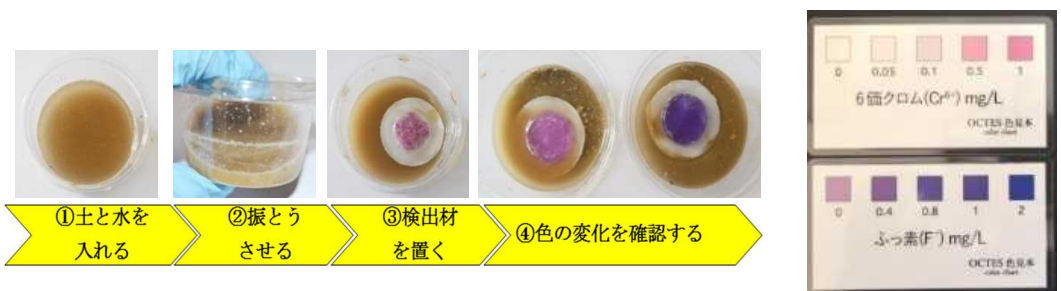 ①土と水を
入れる
②振とう
させる
③検出材
を置く
④色の変化を確認する
0 0.05 0.1 0.5 1
6価クロム(Cr⁶⁺) mg/L
OCTES 色見本
color chart
0 0.4 0.8 1 2
ふっ素(F⁻) mg/L
OCTES 色見本
color chart